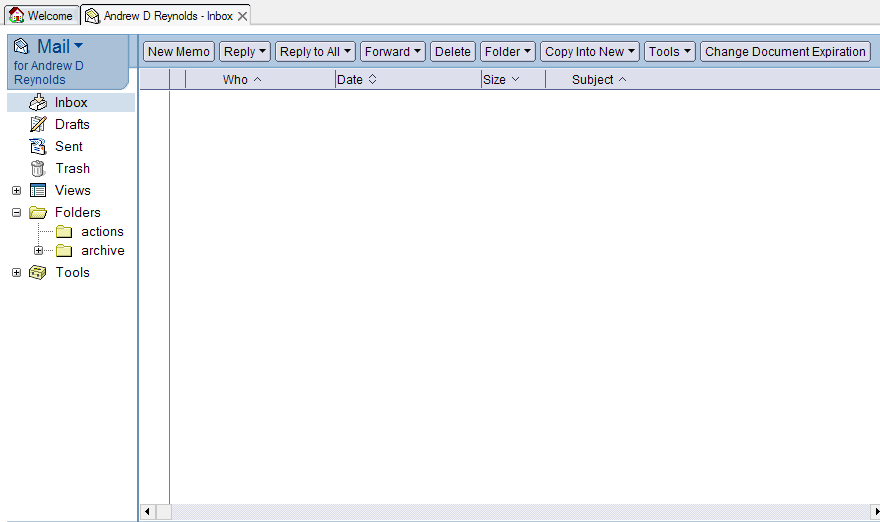 Welcome
Andrew D Reynolds - Inbox
Mail
for Andrew D
Reynolds
New Memo Reply Reply to All Forward Delete Folder Copy Into New Tools Change Document Expiration
Who Date Size Subject
Inbox
Drafts
Sent
Trash
Views
Folders
actions
archive
Tools